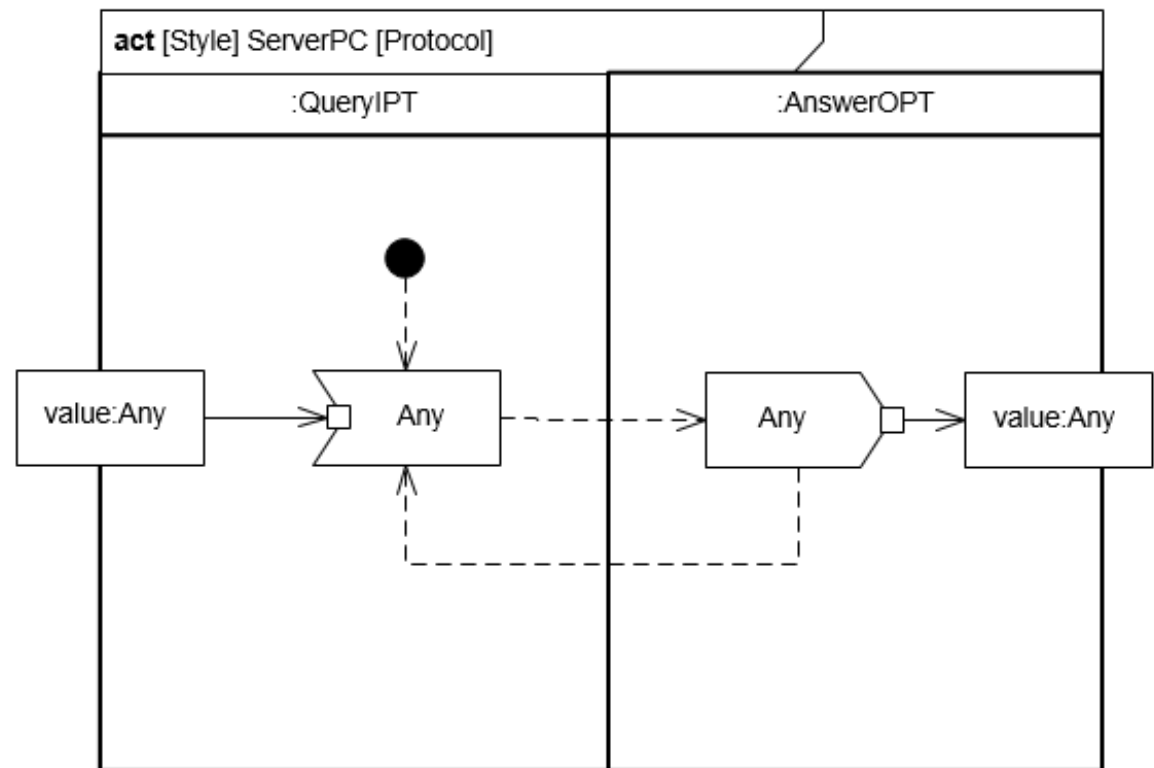 act [Style] ServerPC [Protocol]
:QueryIPT
:AnswerOPT
value:Any
Any
Any
value:Any